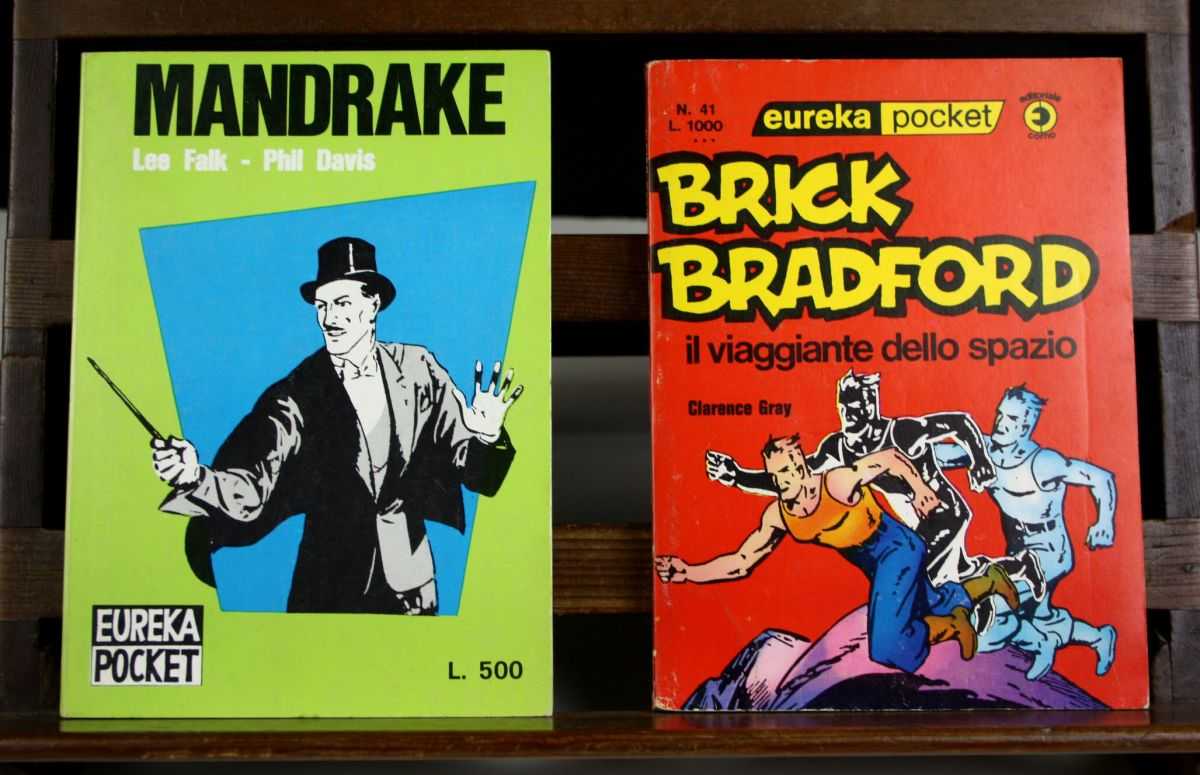 MANDRAKE
Lee Falk - Phil Davis
EUREKA
POCKET
L. 500
N. 41
L. 1000
...
eureka pocket
editoriale
corno
BRICK
BRADFORD
il viaggiante dello spazio
Clarence Gray